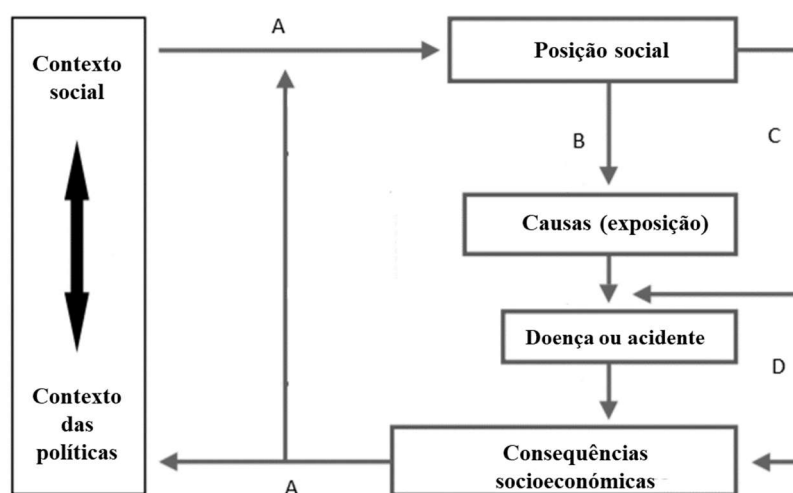 A
Contexto
social
Posição social
B
C
Causas (exposição)
Doença ou acidente
D
Contexto
das
políticas
Consequências
socioeconómicas
A